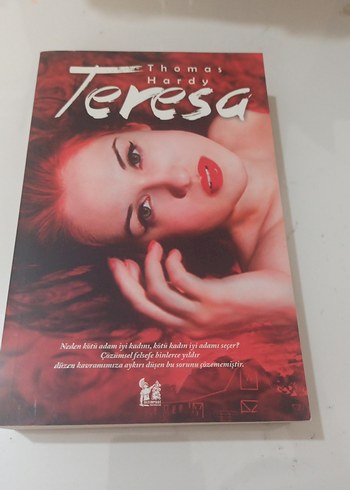 Thomas
Hardy
Teresa
Neden kötü adam iyi kadını, kötü kadın iyi adamı seçer?
Çözümsel felsefe binlerce yıldır
düzen kavramımıza aykırı düşen bu sorunu çözememiştir.